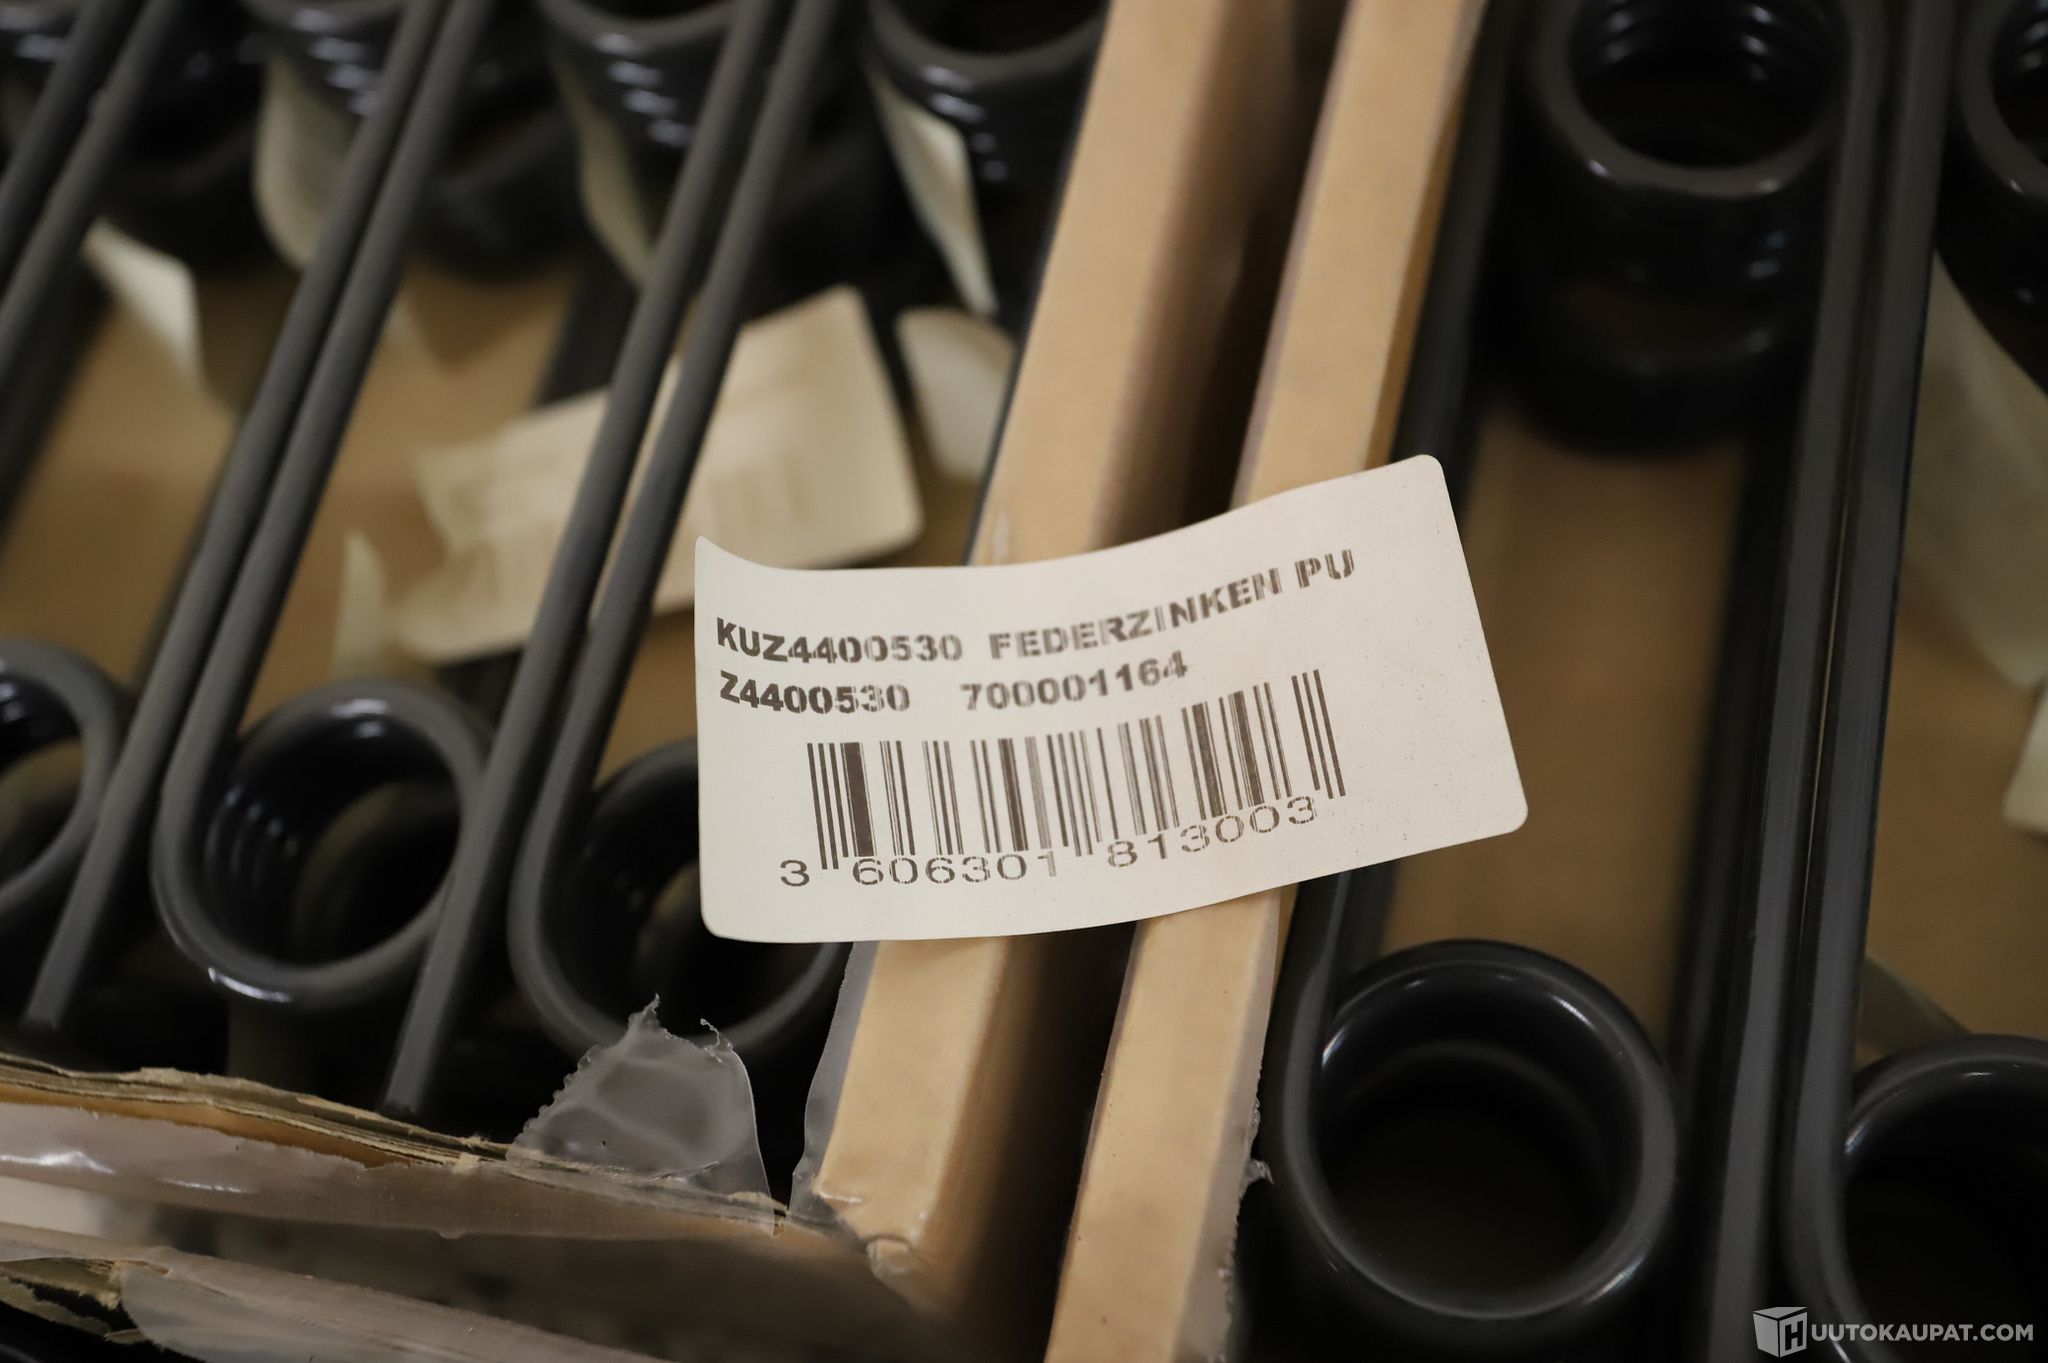 KUZ4400530 FEDERZINKEN PU
Z4400530 700001164
3 606301 813003
HUUTOKAUPAT.COM